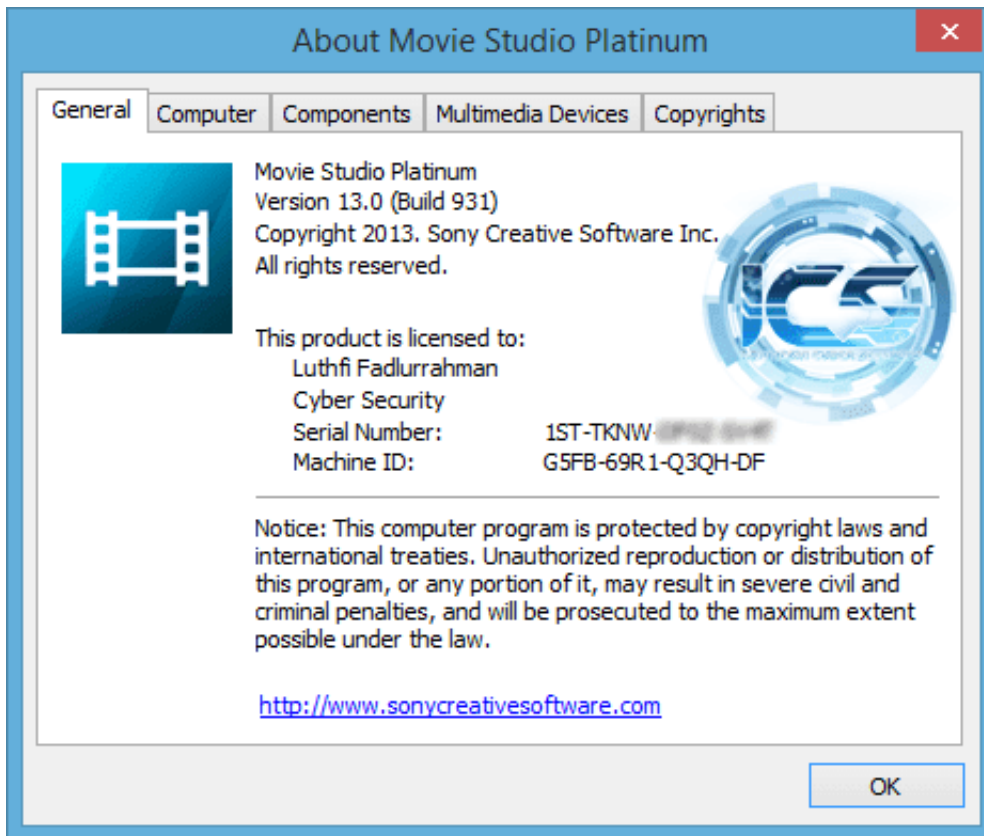 About Movie Studio Platinum
General Computer Components Multimedia Devices Copyrights
Movie Studio Platinum
Version 13.0 (Build 931)
Copyright 2013. Sony Creative Software Inc.
All rights reserved.
JCS
This product is licensed to:
Luthfi Fadlurrahman
Cyber Security
Serial Number: 1ST-TKNW-
Machine ID: G5FB-69R1-Q3QH-DF
Notice: This computer program is protected by copyright laws and
international treaties. Unauthorized reproduction or distribution of
this program, or any portion of it, may result in severe civil and
criminal penalties, and will be prosecuted to the maximum extent
possible under the law.
http://www.sonycreativesoftware.com
OK